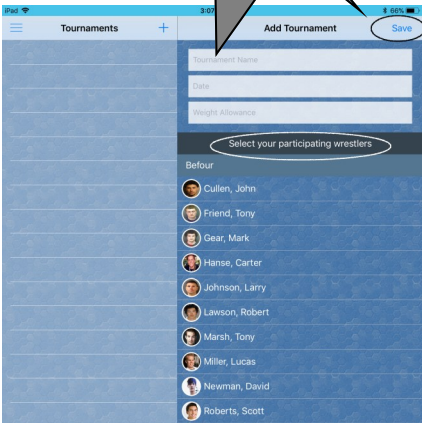 iPad 3:07 66%
Tournaments + Add Tournament Save
Tournament Name
Date
Weight Allowance
Select your participating wrestlers
Befour
Cullen, John
Friend, Tony
Gear, Mark
Hanse, Carter
Johnson, Larry
Lawson, Robert
Marsh, Tony
Miller, Lucas
Newman, David
Roberts, Scott